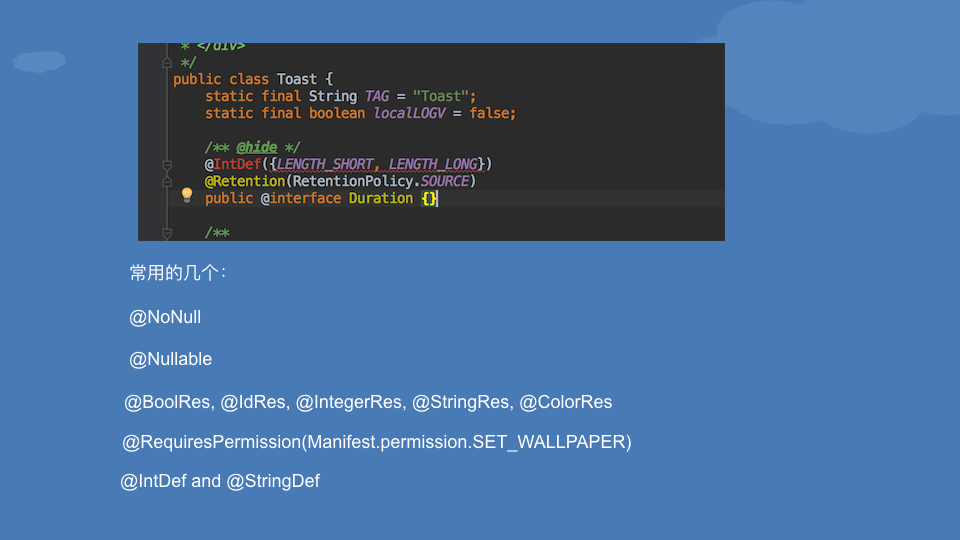 * </div>
*/
public class Toast {
static final String TAG = "Toast";
static final boolean localLOGV = false;
/** @hide */
@IntDef({LENGTH_SHORT, LENGTH_LONG})
@Retention(RetentionPolicy.SOURCE)
public @interface Duration {}
/**
常用的几个：
@NoNull
@Nullable
@BoolRes, @IdRes, @IntegerRes, @StringRes, @ColorRes
@RequiresPermission(Manifest.permission.SET_WALLPAPER)
@IntDef and @StringDef